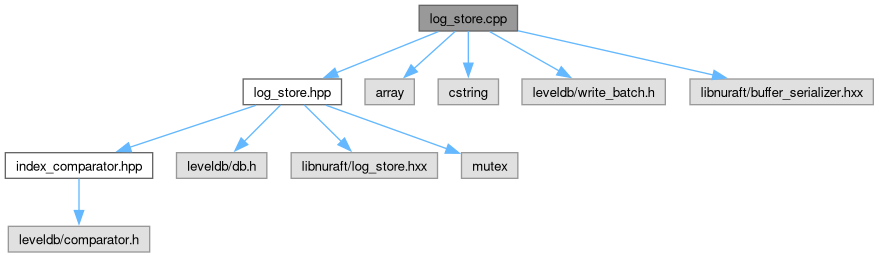 log_store.cpp
log_store.hpp
array
cstring
leveldb/write_batch.h
libnuraft/buffer_serializer.hxx
index_comparator.hpp
leveldb/db.h
libnuraft/log_store.hxx
mutex
leveldb/comparator.h